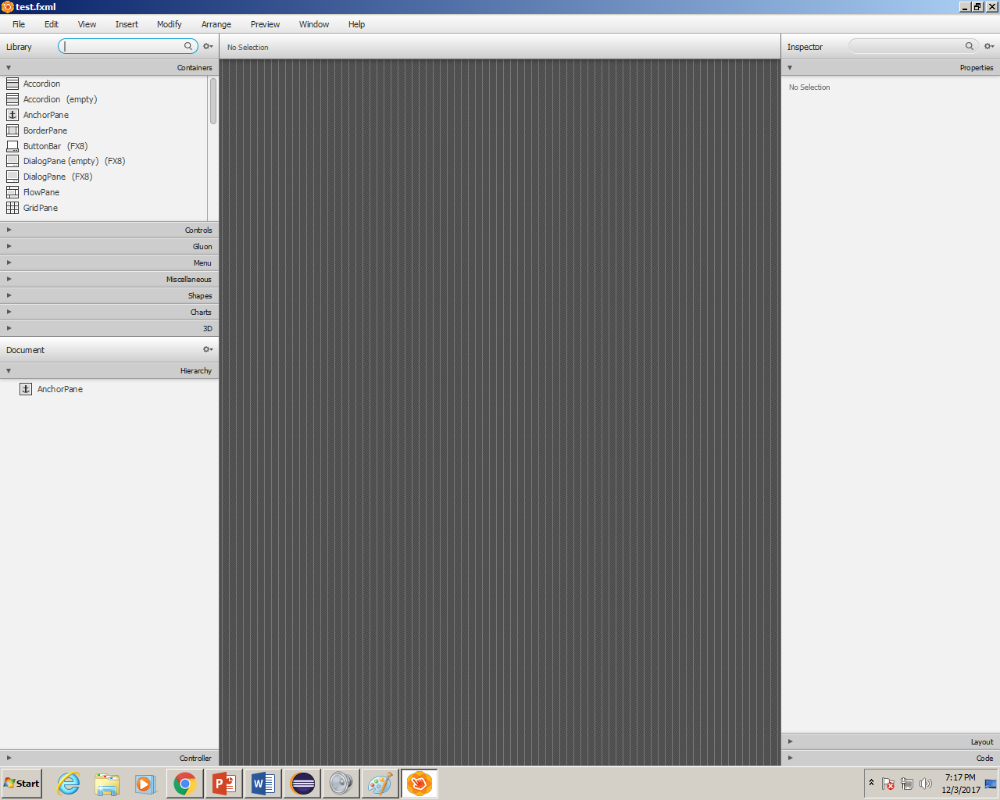 test.fxml
File Edit View Insert Modify Arrange Preview Window Help
Library
No Selection
Inspector
Containers
Accordion
Accordion (empty)
AnchorPane
BorderPane
ButtonBar (FX8)
DialogPane (empty) (FX8)
DialogPane (FX8)
FlowPane
GridPane
Controls
Gluon
Menu
Miscellaneous
Shapes
Charts
3D
Document
Hierarchy
AnchorPane
Controller
Properties
No Selection
Layout
Code
Start
7:17 PM
12/3/2017